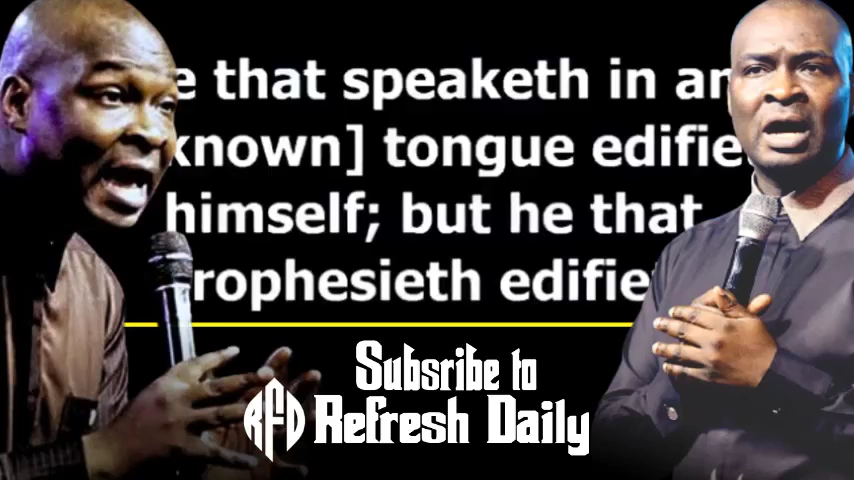 e that speaketh in an
known] tongue edifie
himself; but he that
rophesieth edifie
Subsribe to
RFD Refresh Daily